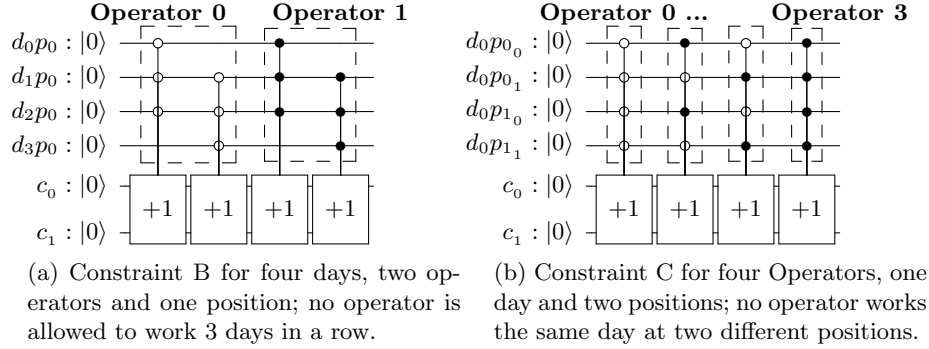 Operator 0 Operator 1
d₀p₀ : |0⟩
d₁p₀ : |0⟩
d₂p₀ : |0⟩
d₃p₀ : |0⟩
c₀ : |0⟩
c₁ : |0⟩
+1 +1 +1 +1
(a) Constraint B for four days, two op-
erators and one position; no operator is
allowed to work 3 days in a row.
Operator 0 ... Operator 3
d₀p₀₀ : |0⟩
d₀p₀₁ : |0⟩
d₀p₁₀ : |0⟩
d₀p₁₁ : |0⟩
c₀ : |0⟩
c₁ : |0⟩
+1 +1 +1 +1
(b) Constraint C for four Operators, one
day and two positions; no operator works
the same day at two different positions.